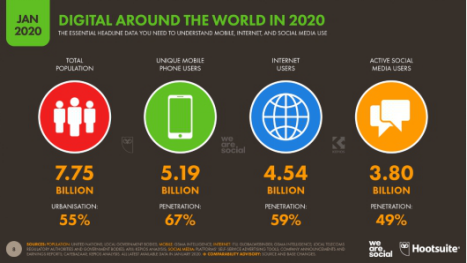 JAN
2020
DIGITAL AROUND THE WORLD IN 2020
THE ESSENTIAL HEADLINE DATA YOU NEED TO UNDERSTAND MOBILE, INTERNET, AND SOCIAL MEDIA USE
TOTAL
POPULATION
UNIQUE MOBILE
PHONE USERS
INTERNET
USERS
ACTIVE SOCIAL
MEDIA USERS
we
are
social
7.75
BILLION
5.19
BILLION
4.54
BILLION
3.80
BILLION
URBANISATION:
55%
PENETRATION:
67%
PENETRATION:
59%
PENETRATION:
49%
we
are
social
Hootsuite